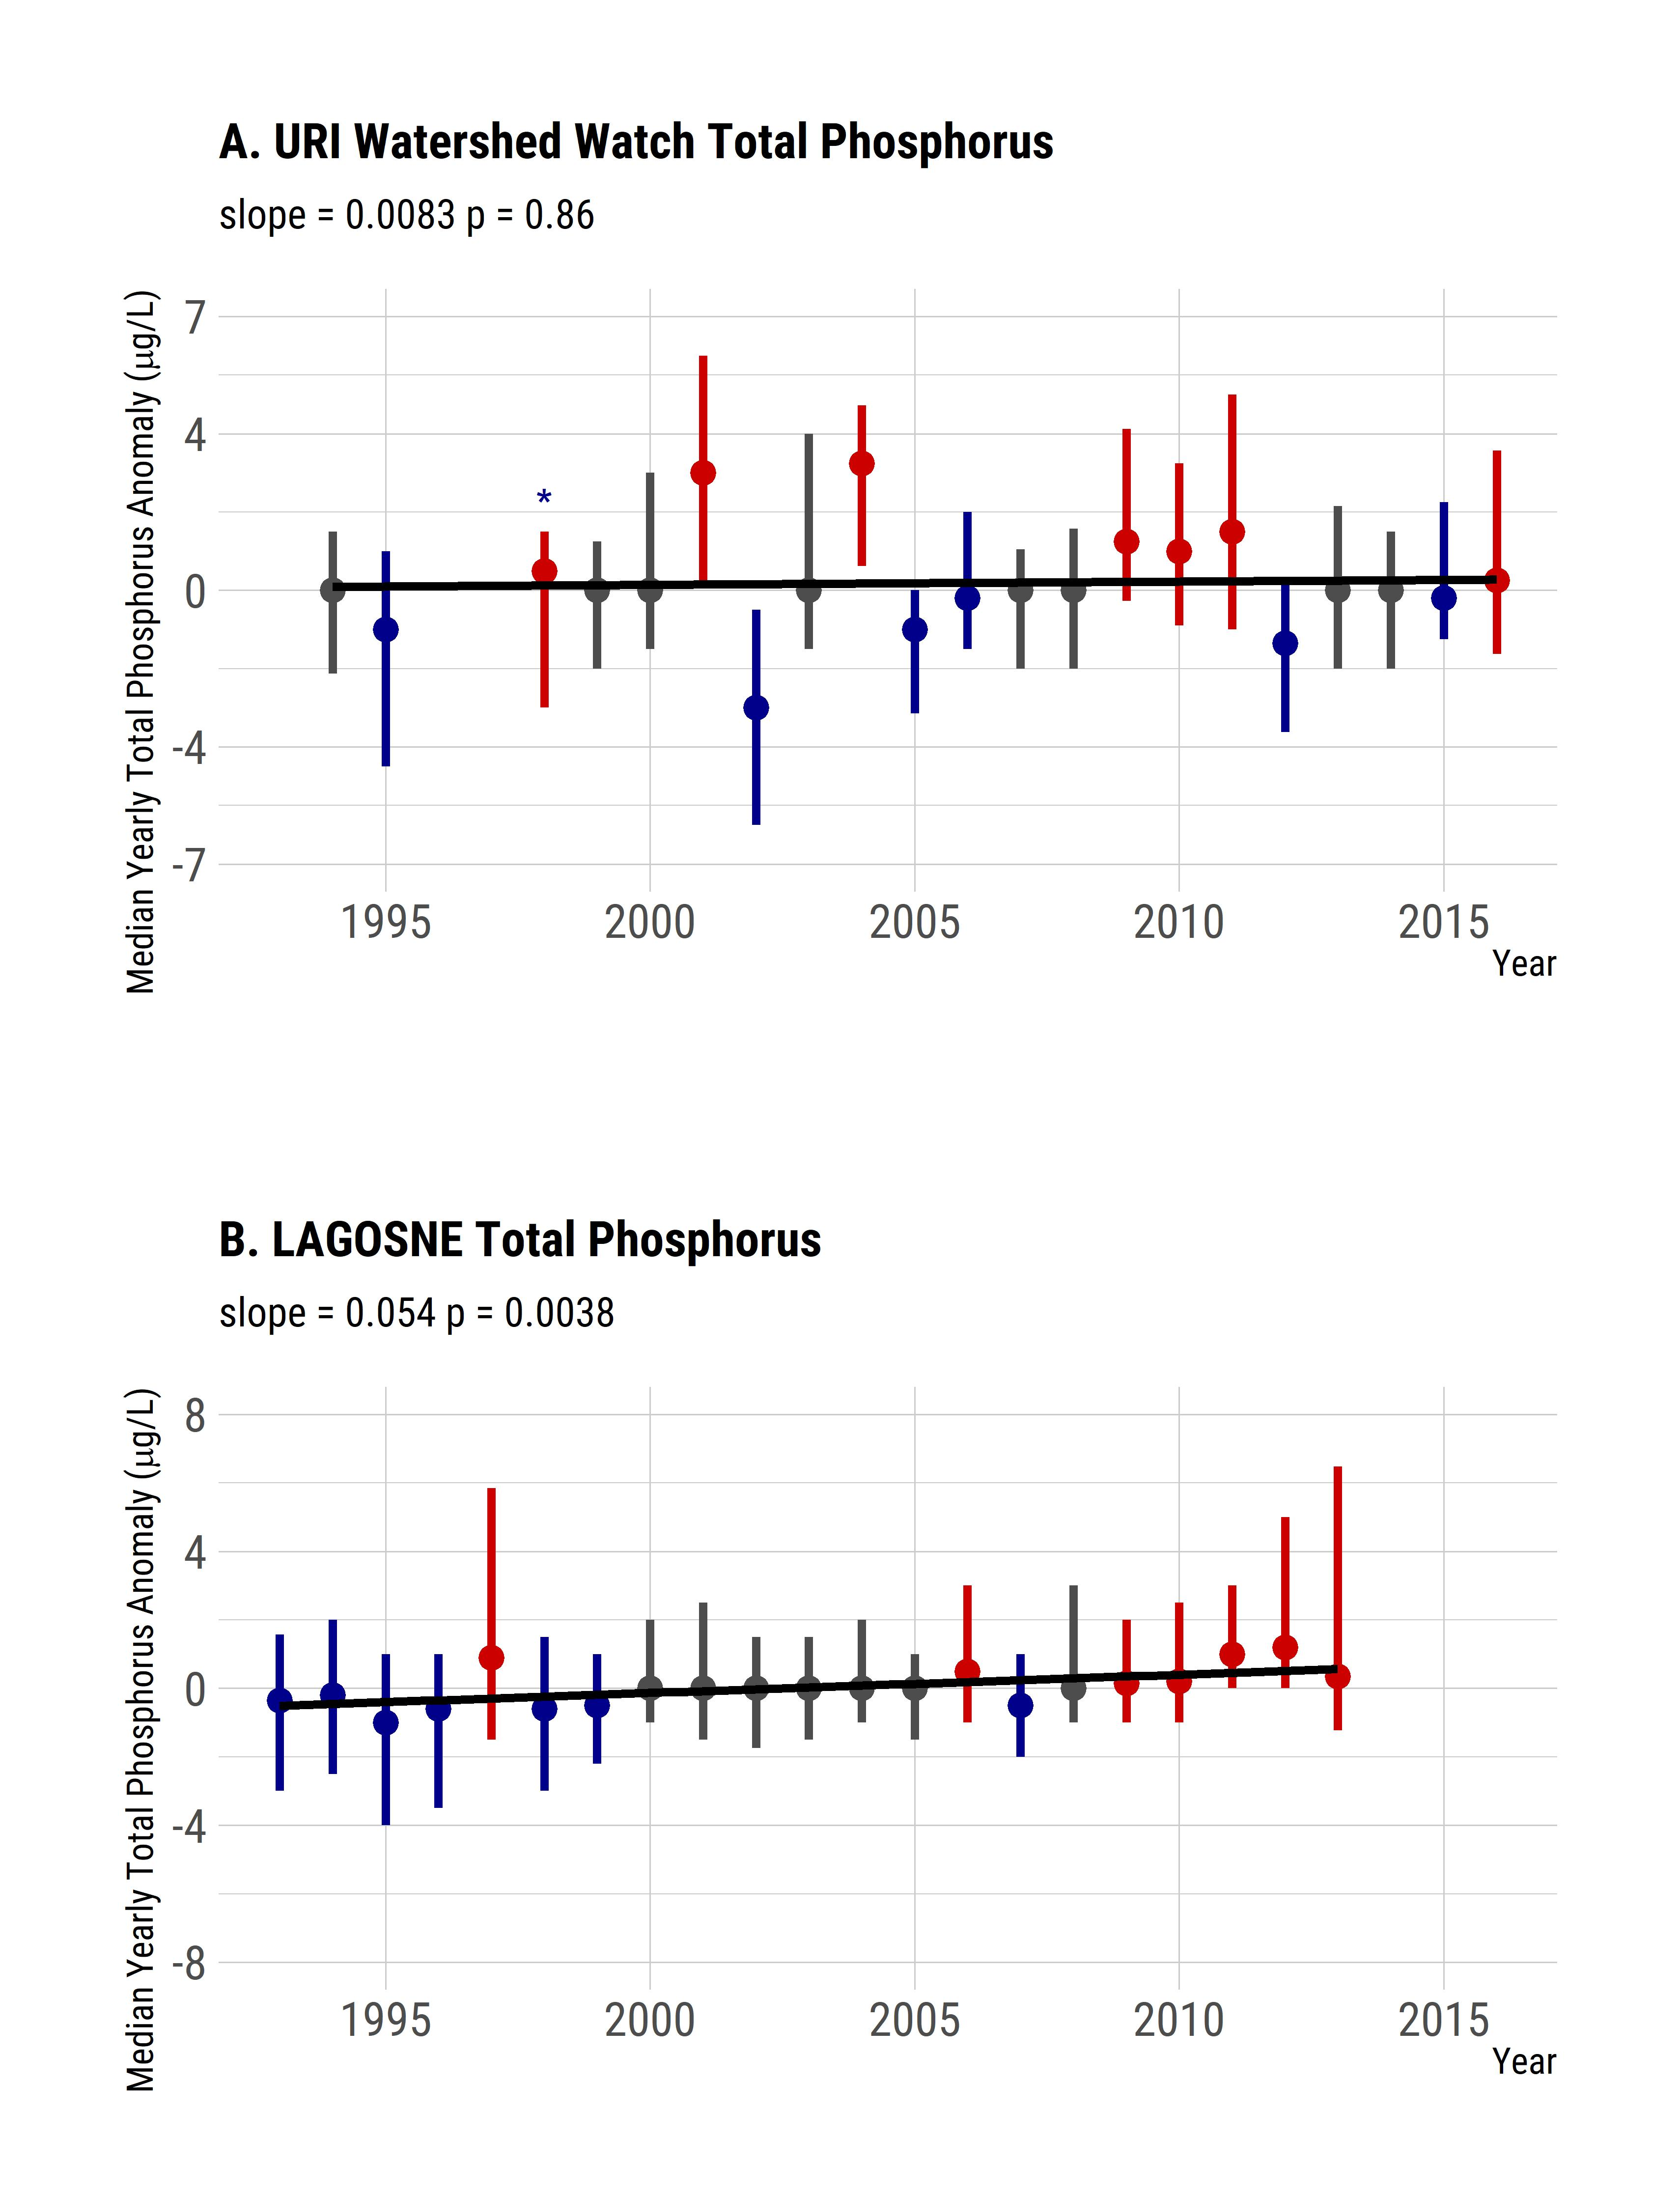 A. URI Watershed Watch Total Phosphorus
slope = 0.0083 p = 0.86
Median Yearly Total Phosphorus Anomaly (µg/L)
7
4
0
-4
-7
*
1995 2000 2005 2010 2015
Year
B. LAGOSNE Total Phosphorus
slope = 0.054 p = 0.0038
Median Yearly Total Phosphorus Anomaly (µg/L)
8
4
0
-4
-8
1995 2000 2005 2010 2015
Year